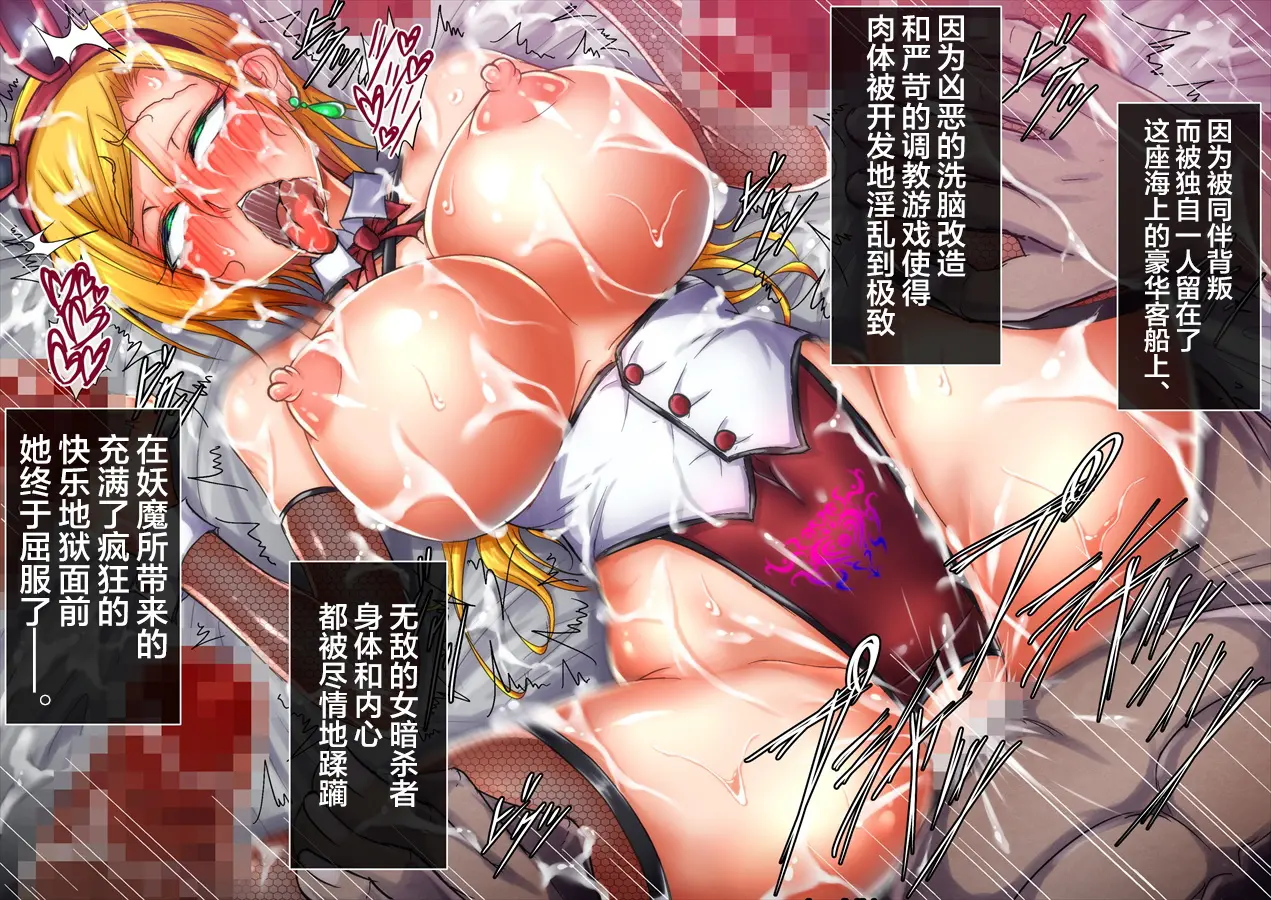 因为被同伴背叛
而被独自一人留在了
这座海上的豪华客船上、
因为凶恶的洗脑改造
和严苛的调教游戏使得
肉体被开发地淫乱到极致
无敌的女暗杀者
身体和内心
都被尽情地蹂躏
在妖魔所带来的
充满了疯狂的
快乐地狱面前
她终于屈服了——。